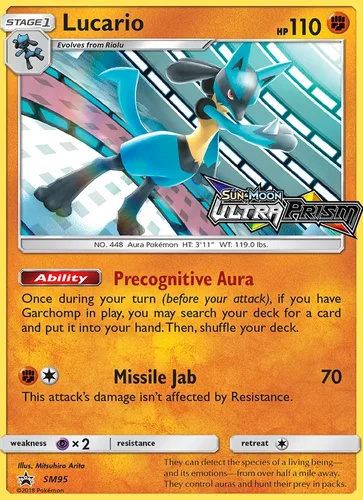 STAGE 1 Lucario HP 110
Evolves from Riolu
SUN & MOON
ULTRA PRISM
NO. 448 Aura Pokémon HT: 3'11" WT: 119.0 lbs.
Ability Precognitive Aura
Once during your turn (before your attack), if you have
Garchomp in play, you may search your deck for a card
and put it into your hand. Then, shuffle your deck.
Missile Jab 70
This attack's damage isn't affected by Resistance.
weakness ×2 resistance retreat
Illus. Mitsuhiro Arita
They can detect the species of a living being—
and its emotions—from over half a mile away.
They control auras and hunt their prey in packs.
PROMO SM95
©2018 Pokémon